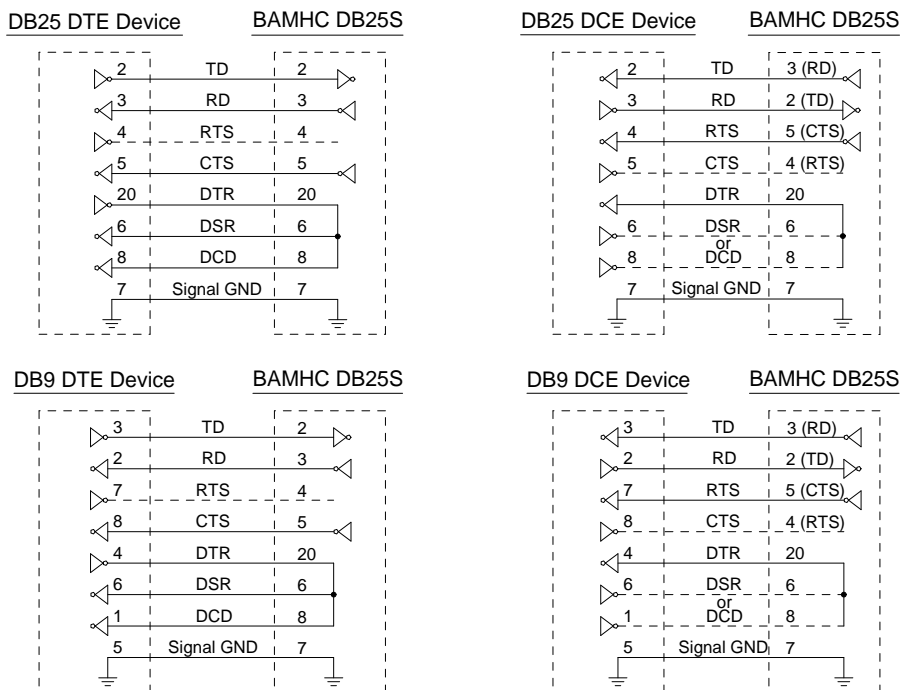 DB25 DTE Device BAMHC DB25S
2 TD 2
3 RD 3
4 RTS 4
5 CTS 5
20 DTR 20
6 DSR 6
8 DCD 8
7 Signal GND 7
DB25 DCE Device BAMHC DB25S
2 TD 3 (RD)
3 RD 2 (TD)
4 RTS 5 (CTS)
5 CTS 4 (RTS)
DTR 20
6 DSR 6
or
8 DCD 8
7 Signal GND 7
DB9 DTE Device BAMHC DB25S
3 TD 2
2 RD 3
7 RTS 4
8 CTS 5
4 DTR 20
6 DSR 6
1 DCD 8
5 Signal GND 7
DB9 DCE Device BAMHC DB25S
3 TD 3 (RD)
2 RD 2 (TD)
7 RTS 5 (CTS)
8 CTS 4 (RTS)
4 DTR 20
6 DSR 6
or
1 DCD 8
5 Signal GND 7